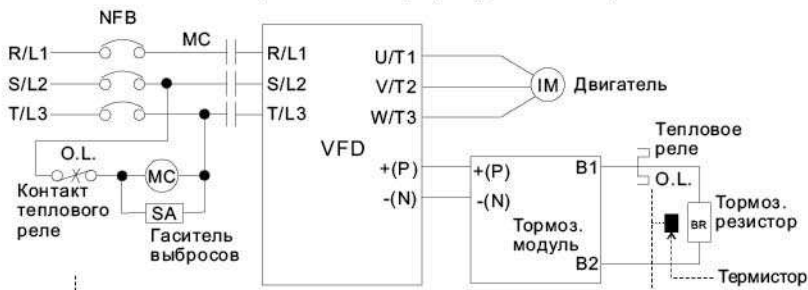 NFB
MC
R/L1
R/L1
U/T1
S/L2
S/L2
V/T2
IM
Двигатель
T/L3
T/L3
W/T3
VFD
Тепловое
реле
O.L.
O.L.
MC
+(P)
+(P)
B1
-(N)
-(N)
Контакт
теплового
реле
SA
Гаситель
выбросов
Тормоз.
модуль
B2
BR
Тормоз.
резистор
Термистор